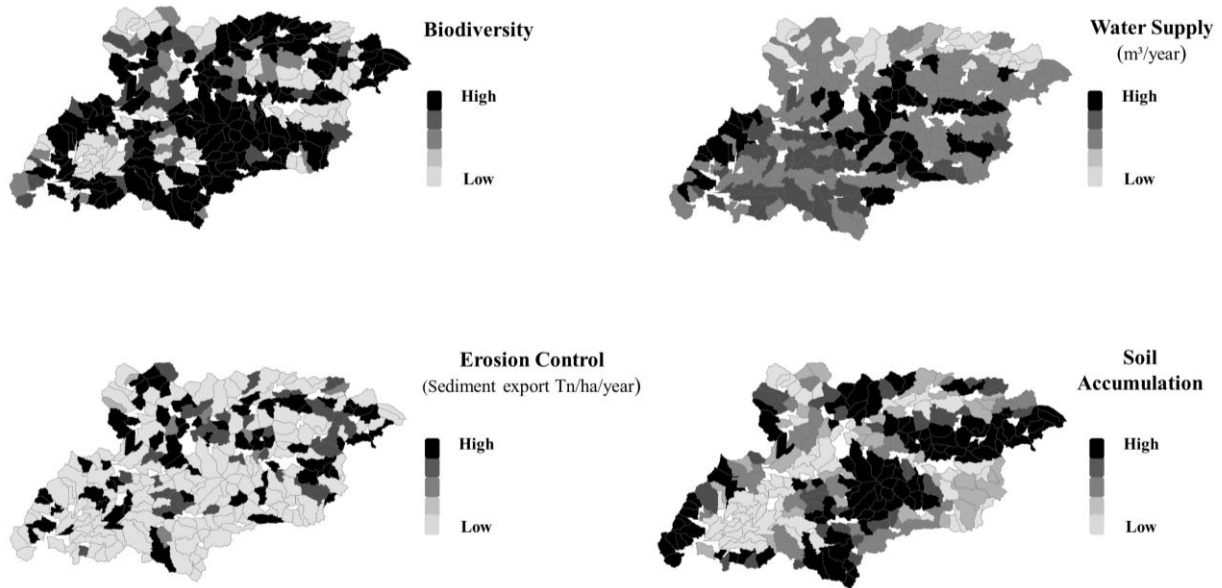 Biodiversity
High
Low
Water Supply
(m³/year)
High
Low
Erosion Control
(Sediment export Tn/ha/year)
High
Low
Soil
Accumulation
High
Low